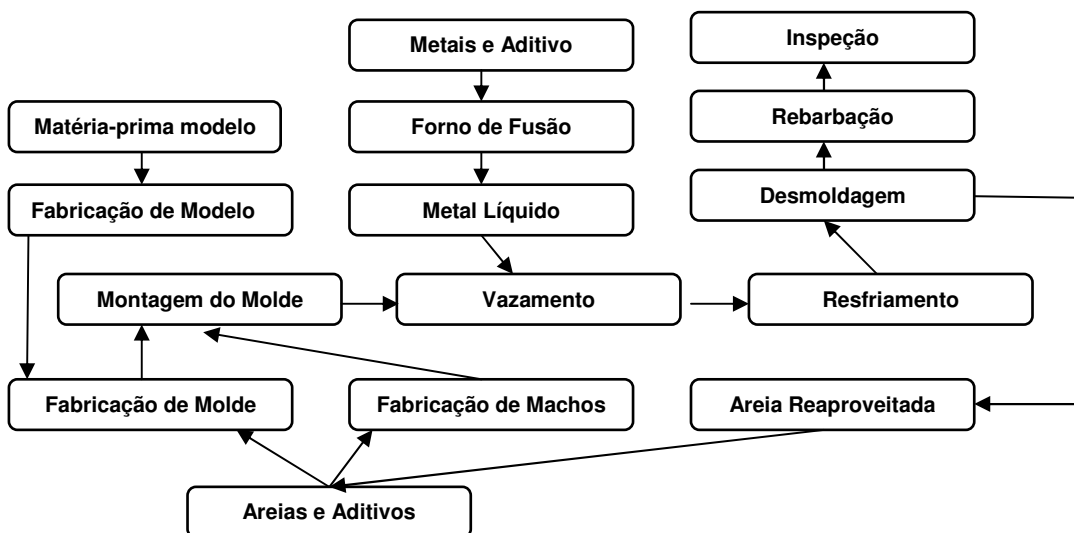 Metais e Aditivo
Inspeção
Matéria-prima modelo
Forno de Fusão
Rebarbação
Fabricação de Modelo
Metal Líquido
Desmoldagem
Montagem do Molde
Vazamento
Resfriamento
Fabricação de Molde
Fabricação de Machos
Areia Reaproveitada
Areias e Aditivos